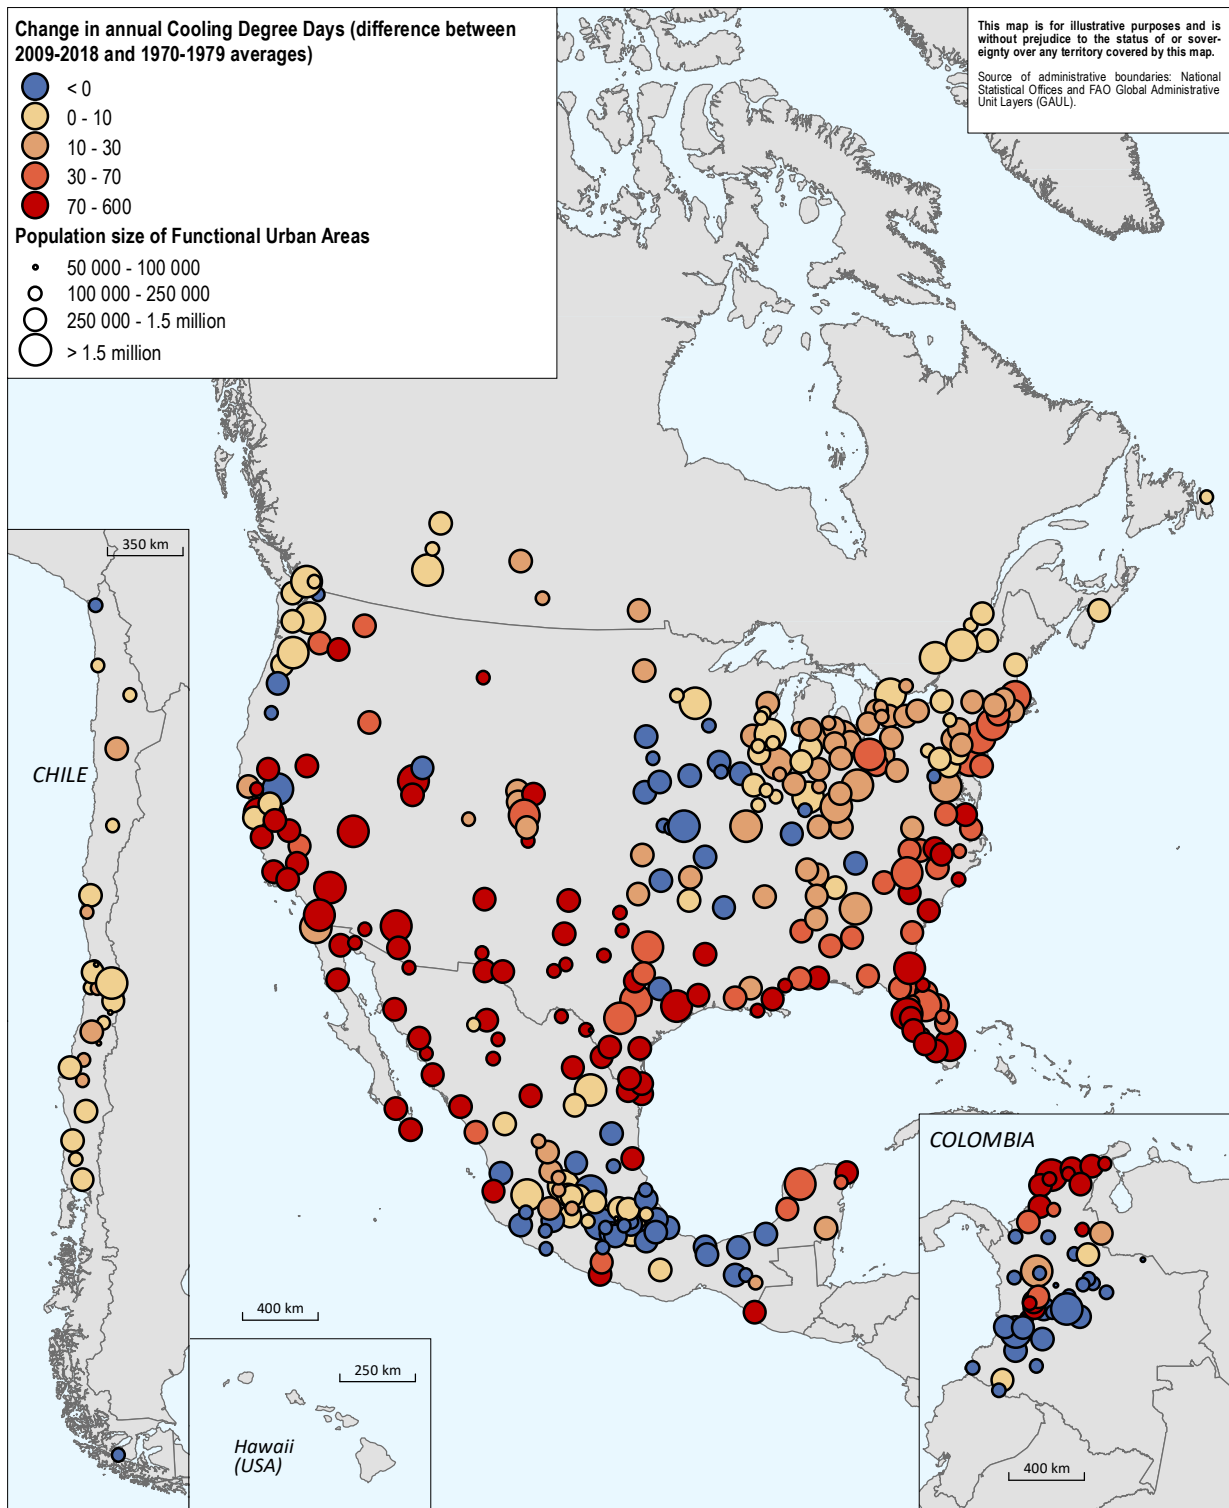 Change in annual Cooling Degree Days (difference between
2009-2018 and 1970-1979 averages)
< 0
0 - 10
10 - 30
30 - 70
70 - 600
Population size of Functional Urban Areas
50 000 - 100 000
100 000 - 250 000
250 000 - 1.5 million
> 1.5 million
This map is for illustrative purposes and is
without prejudice to the status of or sover-
eignty over any territory covered by this map.
Source of administrative boundaries: National
Statistical Offices and FAO Global Administrative
Unit Layers (GAUL).
350 km
CHILE
400 km
250 km
Hawaii
(USA)
COLOMBIA
400 km